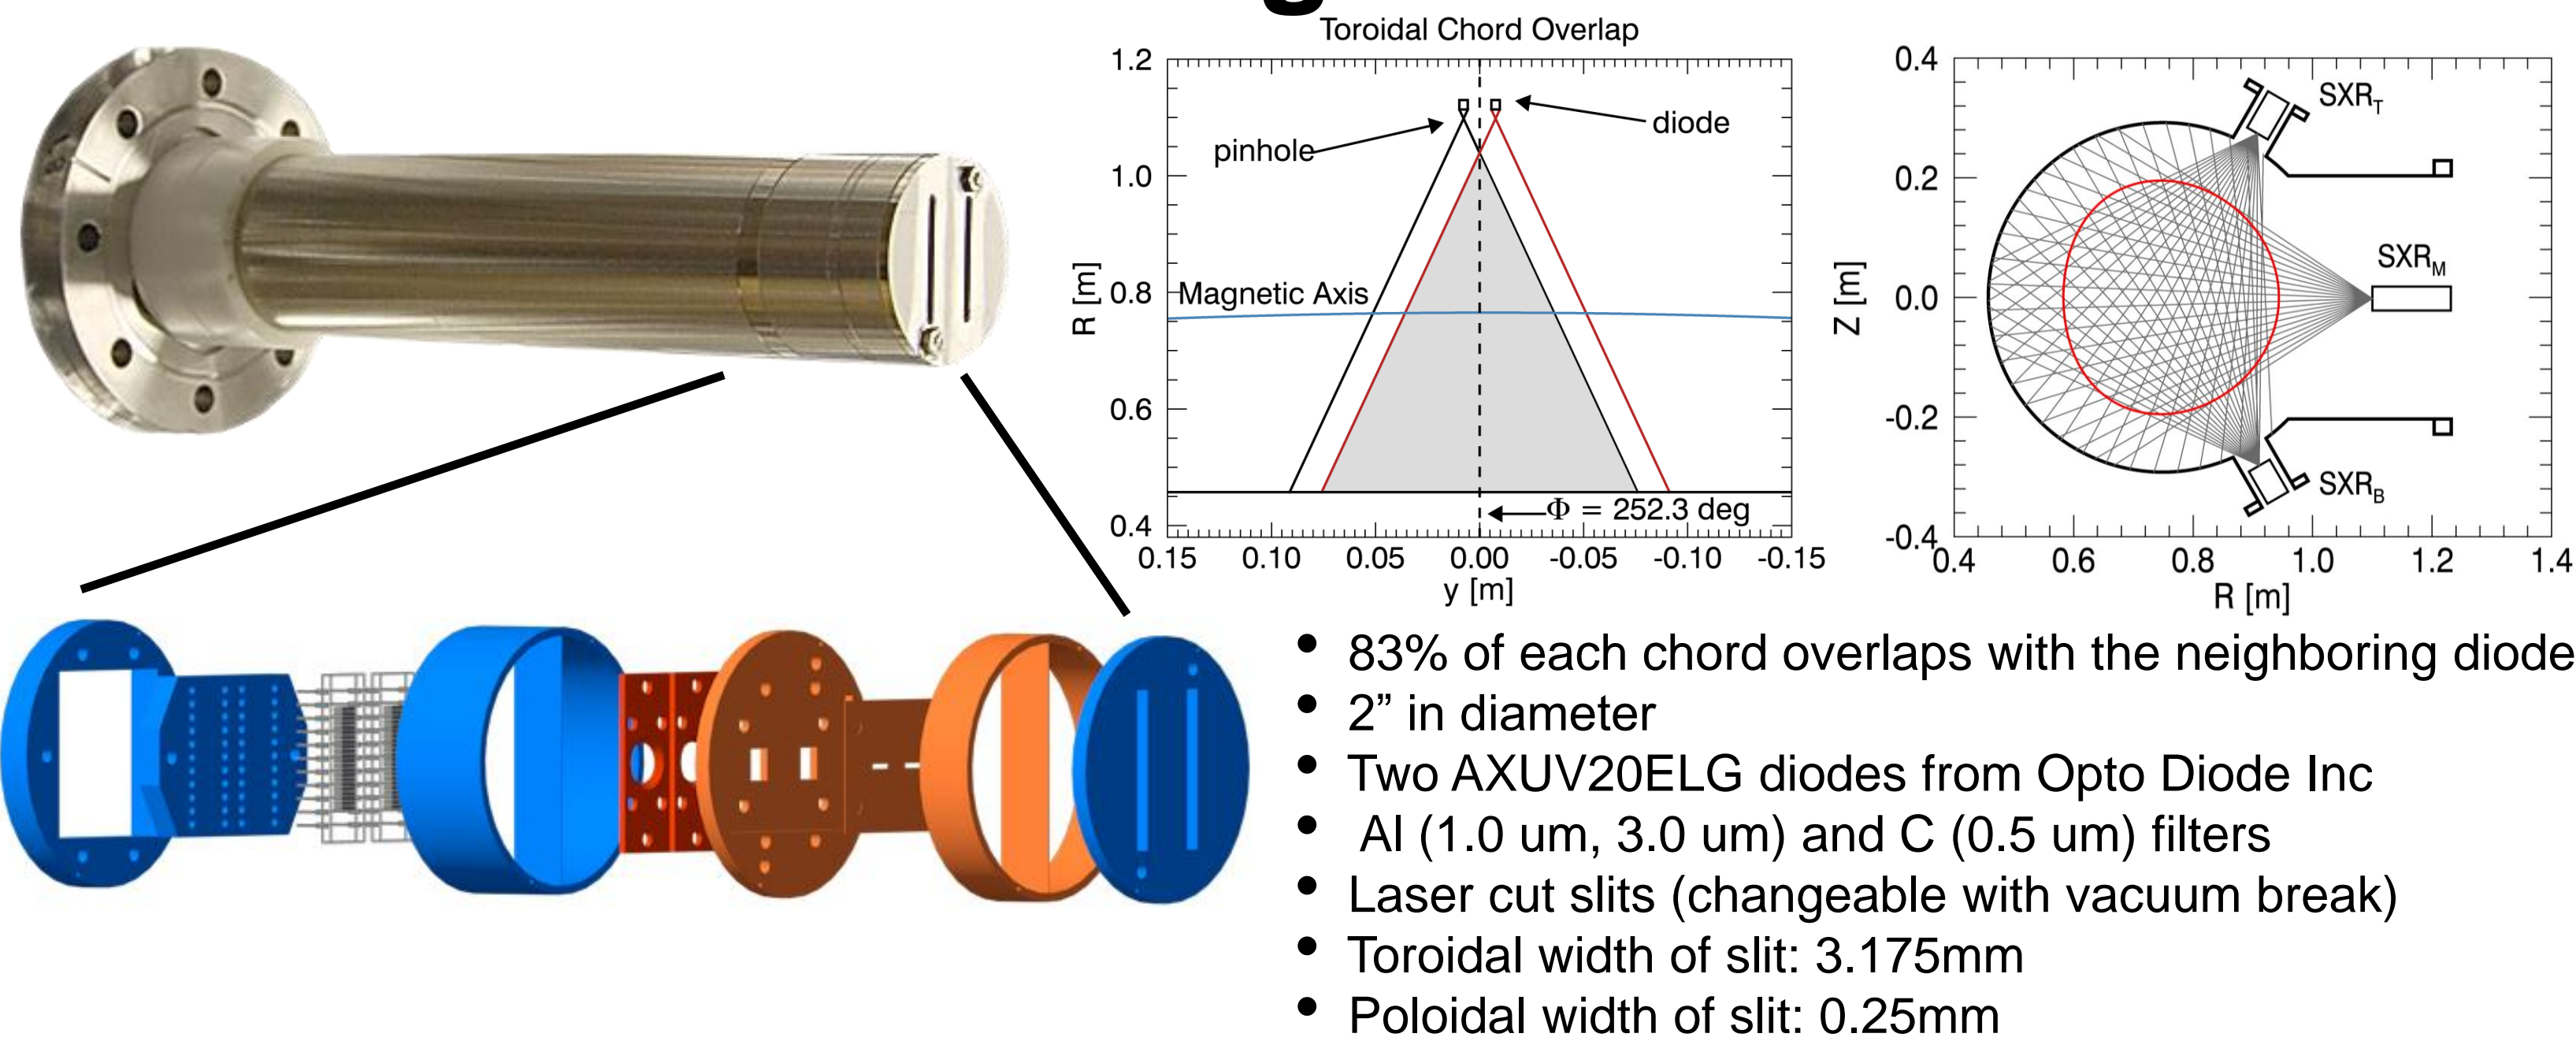 Toroidal Chord Overlap
1.2
1.0
0.8
0.6
0.4
R [m]
pinhole
diode
Magnetic Axis
Φ = 252.3 deg
0.15 0.10 0.05 0.00 -0.05 -0.10 -0.15
y [m]
0.4
0.2
0.0
-0.2
-0.4
Z [m]
SXR_T
SXR_M
SXR_B
0.4 0.6 0.8 1.0 1.2 1.4
R [m]
• 83% of each chord overlaps with the neighboring diode
• 2” in diameter
• Two AXUV20ELG diodes from Opto Diode Inc
• Al (1.0 um, 3.0 um) and C (0.5 um) filters
• Laser cut slits (changeable with vacuum break)
• Toroidal width of slit: 3.175mm
• Poloidal width of slit: 0.25mm